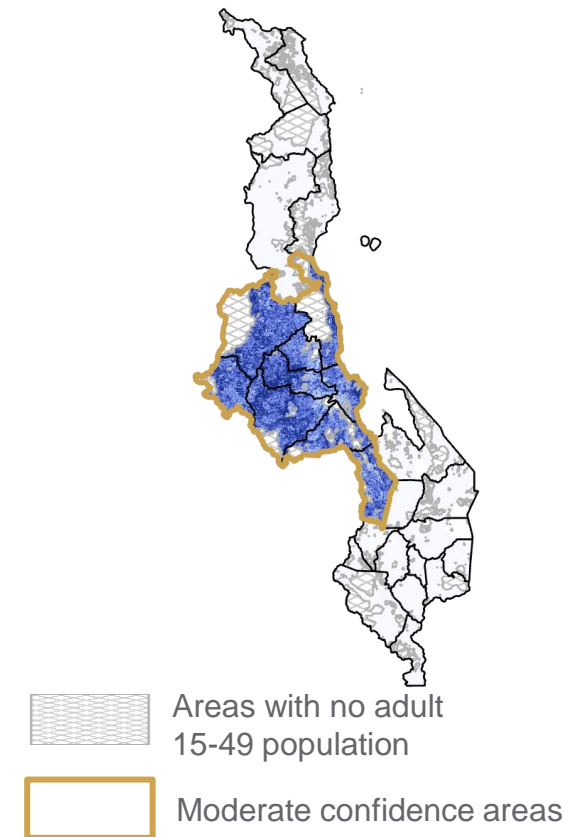 Areas with no adult
15-49 population
Moderate confidence areas